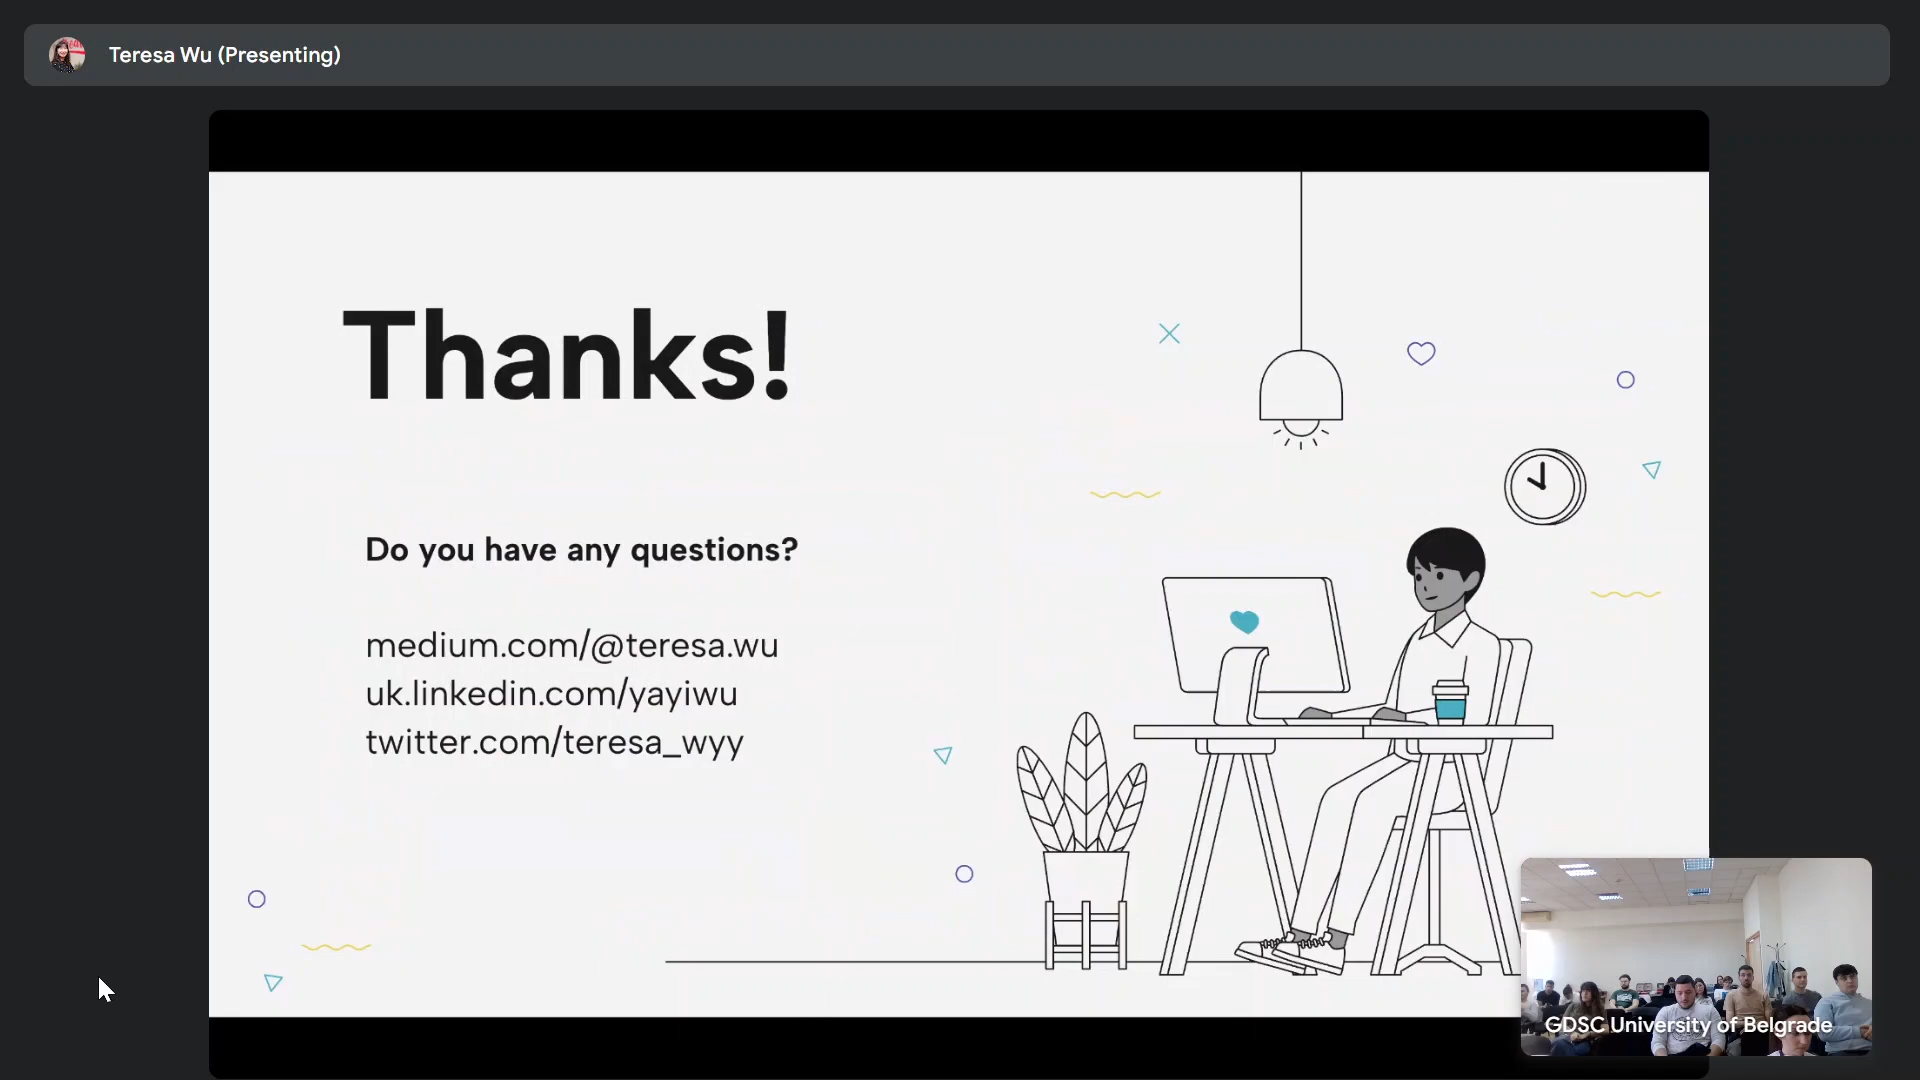 Teresa Wu (Presenting)
Thanks!
Do you have any questions?
medium.com/@teresa.wu
uk.linkedin.com/yayiwu
twitter.com/teresa_wyy
GDSC University of Belgrade